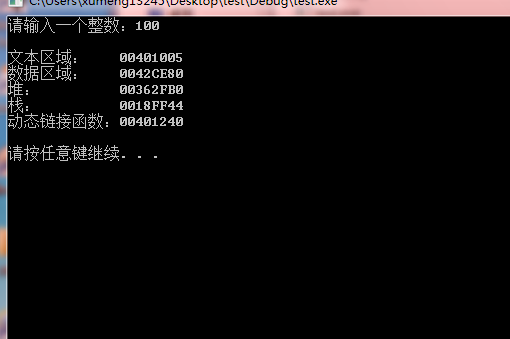 C:\Users\xumeng13245\Desktop\test\Debug\test.exe
请输入一个整数：100
文本区域： 00401005
数据区域： 0042CE80
堆： 00362FB0
栈： 0018FF44
动态链接函数：00401240
请按任意键继续. . .